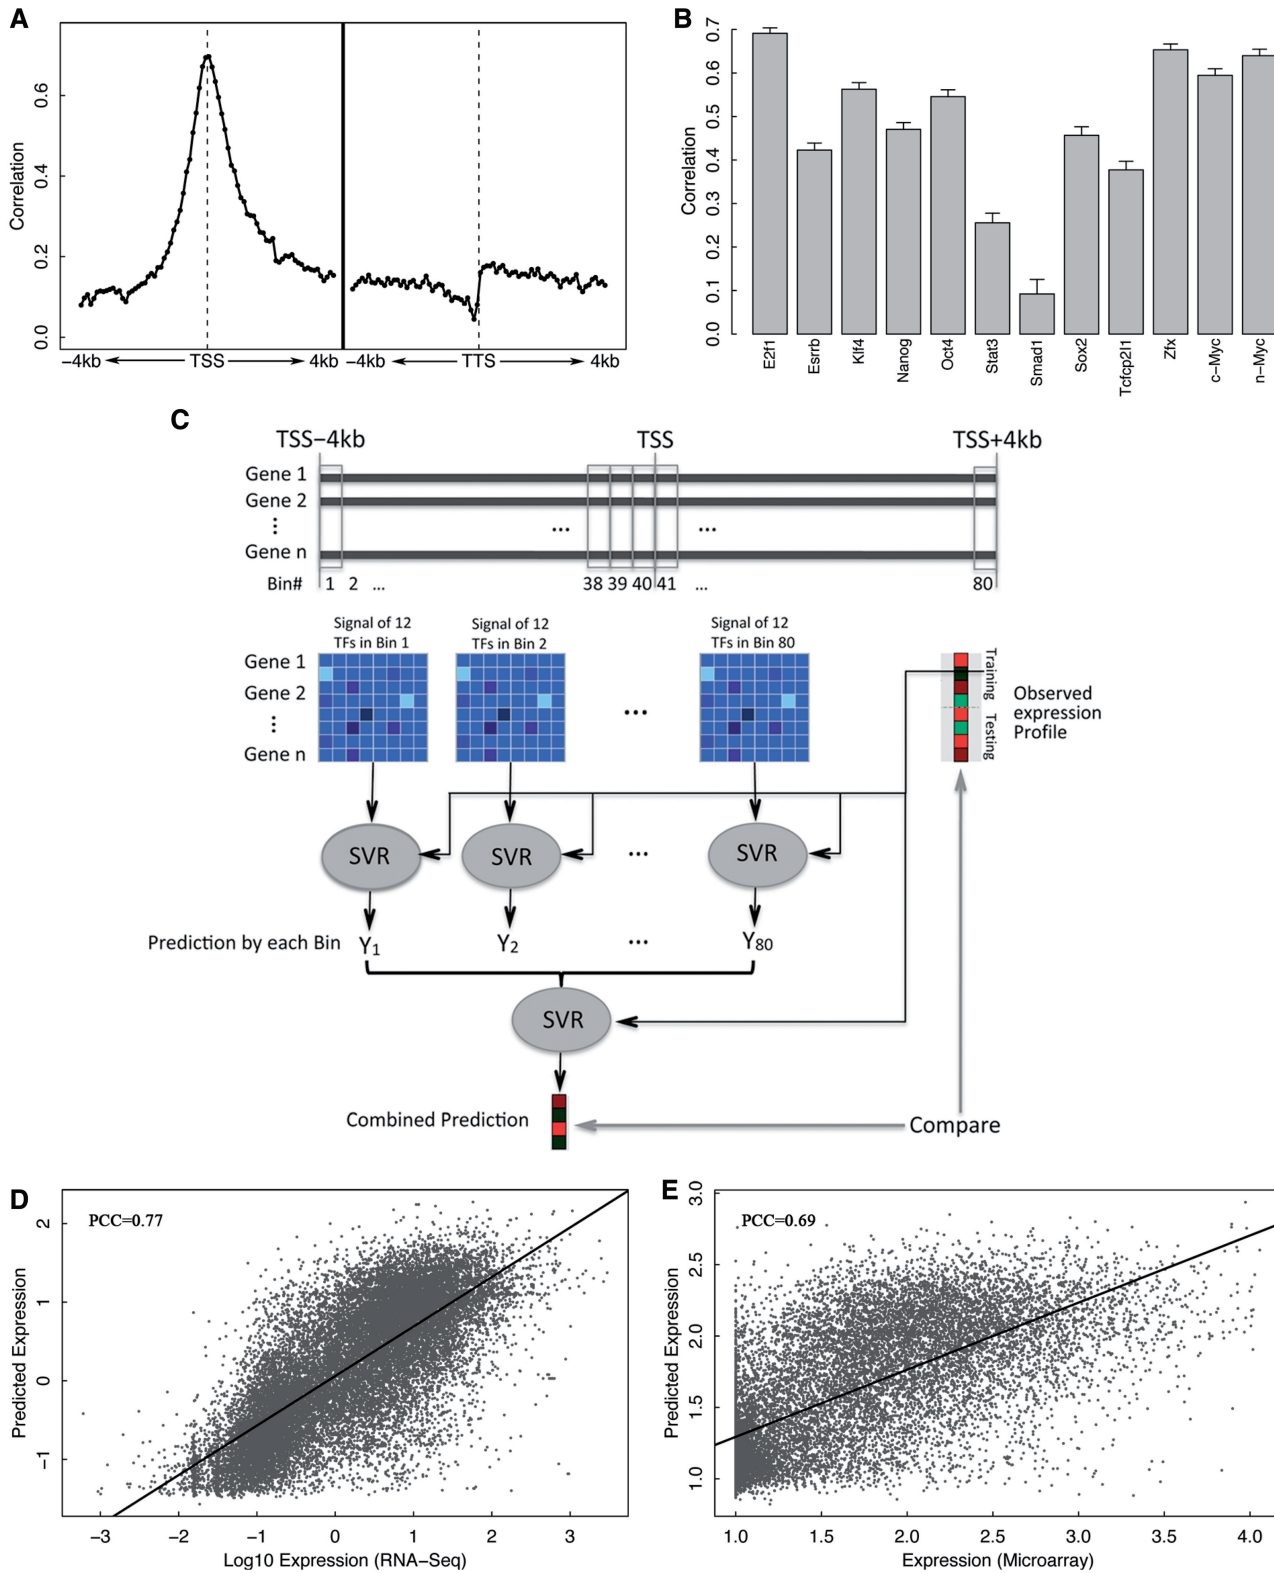 A
Correlation
0.0
0.2
0.4
0.6
−4kb
TSS
4kb
−4kb
TTS
4kb
B
Correlation
0.0
0.1
0.2
0.3
0.4
0.5
0.6
0.7
E2f1
Esrrb
Klf4
Nanog
Oct4
Stat3
Smad1
Sox2
Tcfcp2l1
Zfx
c−Myc
n−Myc
C
TSS−4kb
TSS
TSS+4kb
Gene 1
Gene 2
⋮
Gene n
... ...
Bin# 1 2 ... 38 39 40 41 ... 80
Signal of 12
TFs in Bin 1
Signal of 12
TFs in Bin 2
Signal of 12
TFs in Bin 80
Gene 1
Gene 2
⋮
Gene n
...
Training
Testing
Observed
expression
Profile
SVR
SVR
...
SVR
Prediction by each Bin
Y1
Y2
...
Y80
SVR
Combined Prediction
Compare
D
PCC=0.77
Predicted Expression
2
1
0
−1
−3 −2 −1 0 1 2 3
Log10 Expression (RNA−Seq)
E
PCC=0.69
Predicted Expression
3.0
2.5
2.0
1.5
1.0
1.0 1.5 2.0 2.5 3.0 3.5 4.0
Expression (Microarray)